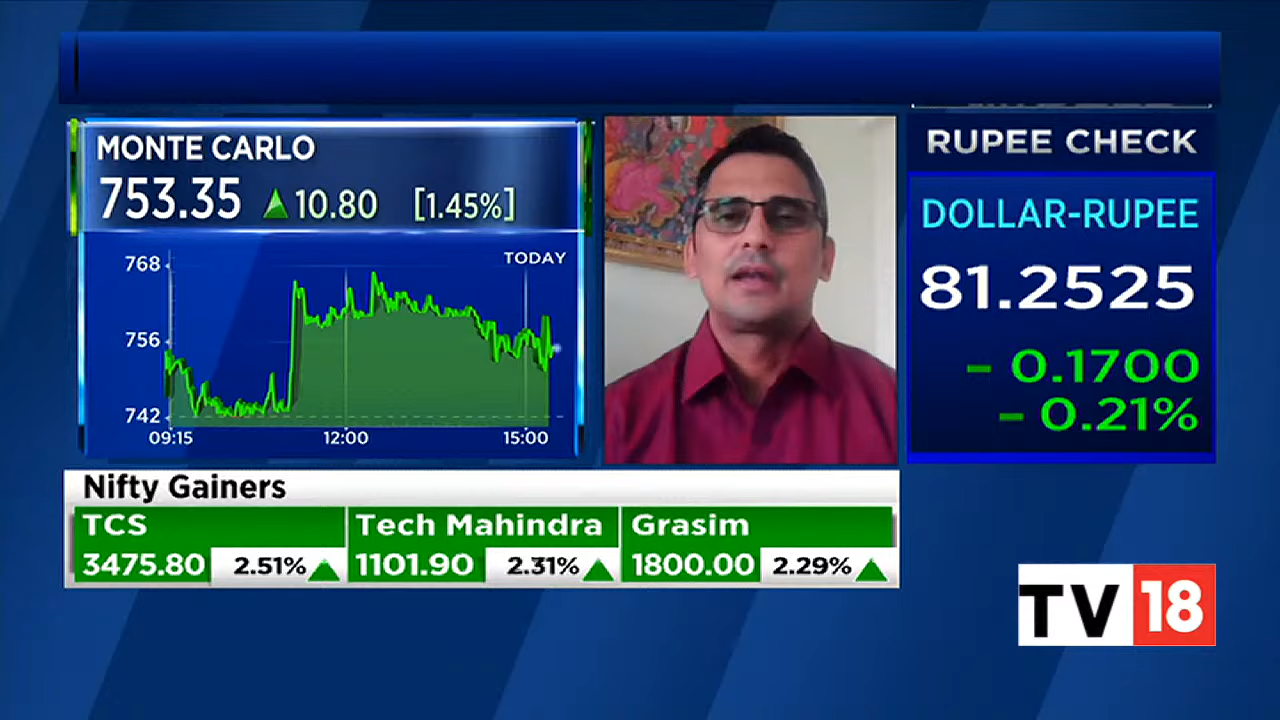 MONTE CARLO
753.35 ▲ 10.80 [1.45%]
TODAY
768
756
742
09:15 12:00 15:00
RUPEE CHECK
DOLLAR-RUPEE
81.2525
- 0.1700
- 0.21%
Nifty Gainers
TCS
3475.80 2.51% ▲
Tech Mahindra
1101.90 2.31% ▲
Grasim
1800.00 2.29% ▲
TV 18